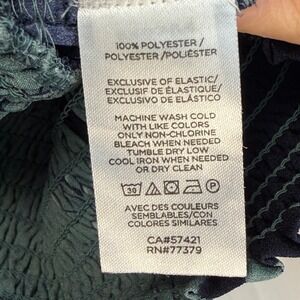 100% POLYESTER /
POLYESTER /POLIÉSTER
EXCLUSIVE OF ELASTIC/
EXCLUSIF DE ÉLASTIQUE/
EXCLUSIVO DE ELÁSTICO
MACHINE WASH COLD
WITH LIKE COLORS
ONLY NON-CHLORINE
BLEACH WHEN NEEDED
TUMBLE DRY LOW
COOL IRON WHEN NEEDED
OR DRY CLEAN
30 P
AVEC DES COULEURS
SEMBLABLES/CON
COLORES SIMILARES
CA#57421
RN#77379